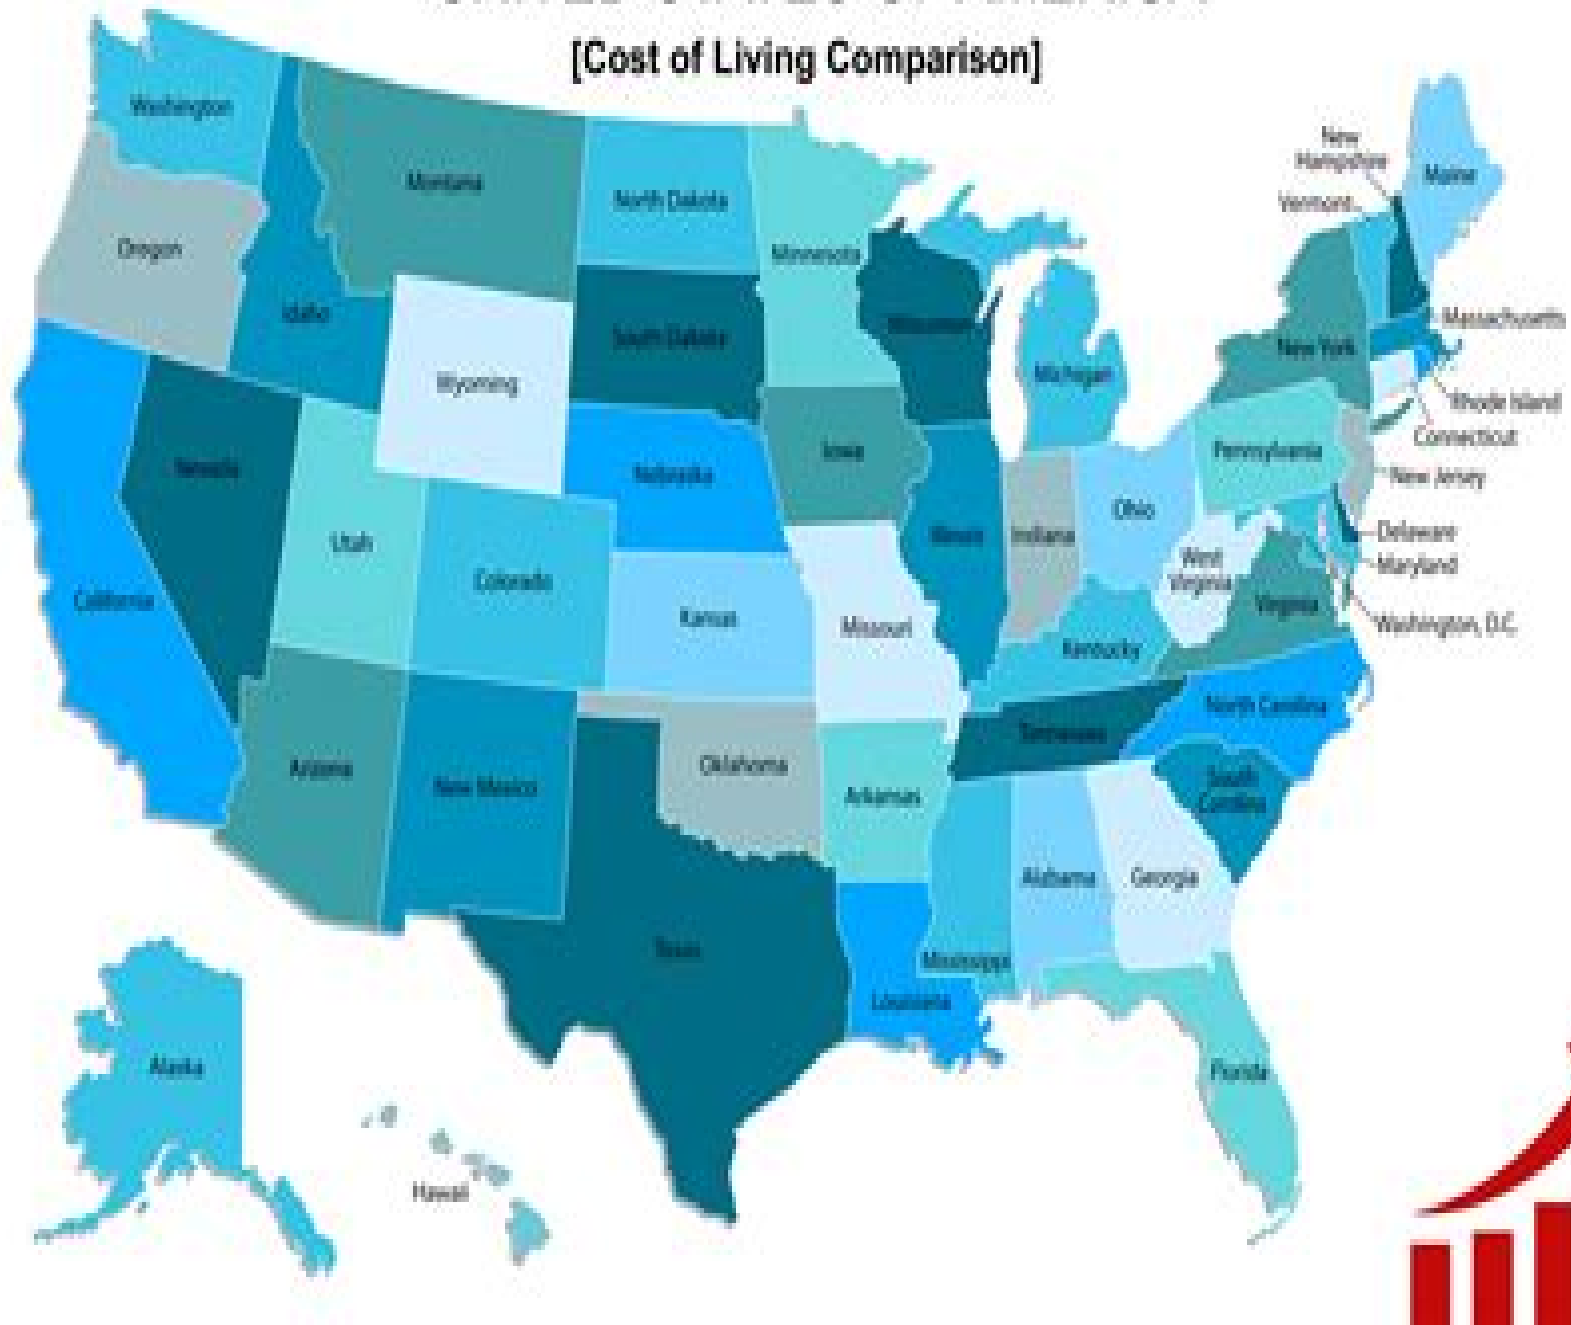 [Cost of Living Comparison]
Washington
Montana
North Dakota
Minnesota
New
Hampshire
Maine
Vermont
Oregon
Idaho
South Dakota
Wisconsin
Michigan
Massachusetts
New York
Wyoming
Rhode Island
Connecticut
Nevada
Nebraska
Iowa
Pennsylvania
New Jersey
Utah
Colorado
Illinois
Indiana
Ohio
Delaware
Maryland
West
Virginia
Virginia
Washington, D.C.
California
Kansas
Missouri
Kentucky
North Carolina
Tennessee
South
Carolina
Arizona
New Mexico
Oklahoma
Arkansas
Alabama
Georgia
Texas
Mississippi
Louisiana
Florida
Alaska
Hawaii